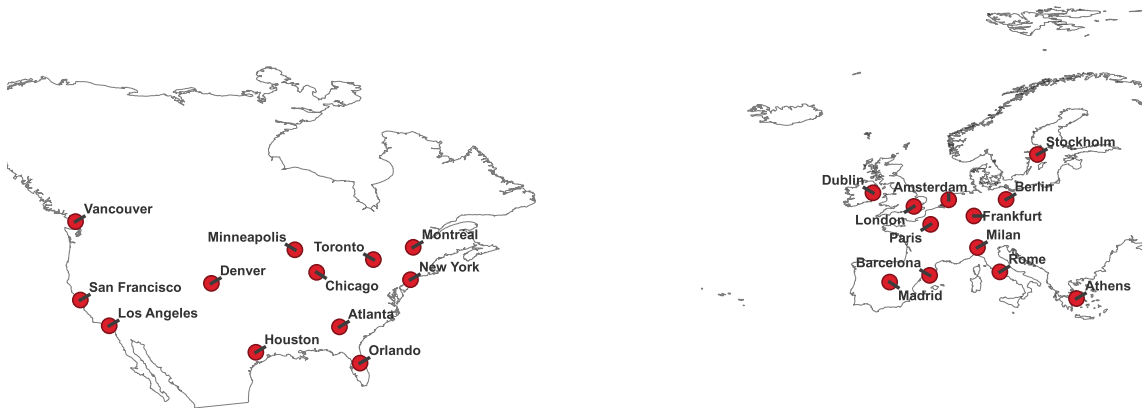 Vancouver
Minneapolis
Toronto
Montréal
Denver
Chicago
New York
San Francisco
Los Angeles
Atlanta
Houston
Orlando
Stockholm
Dublin
Amsterdam
Berlin
London
Frankfurt
Paris
Milan
Barcelona
Rome
Madrid
Athens